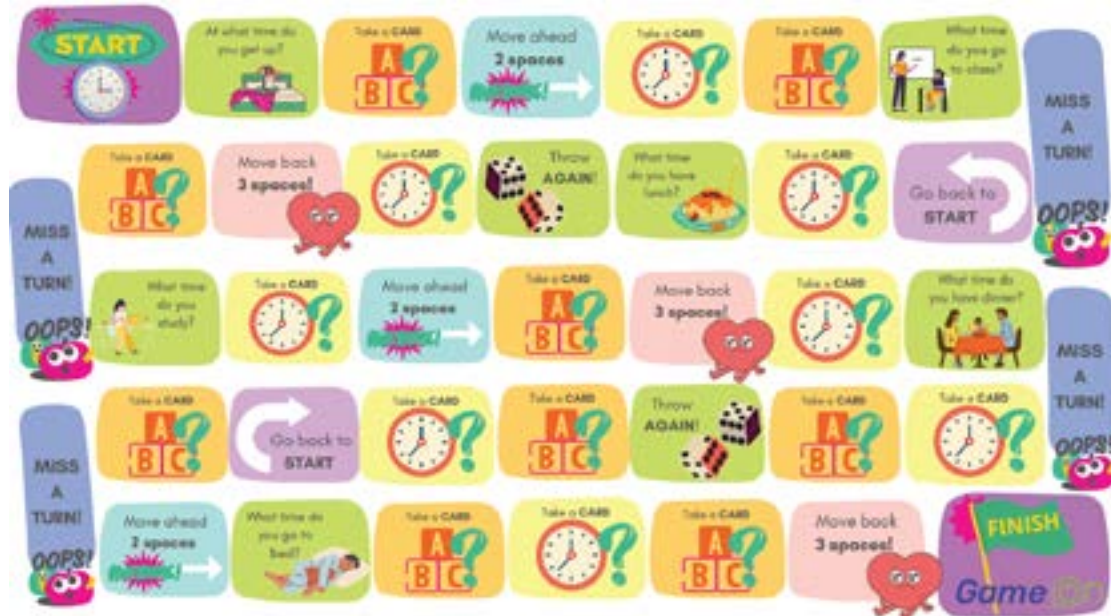 START
At what time do
you get up?
Take a CARD
A ?
B C
Move ahead
2 spaces
Take a CARD
?
Take a CARD
A ?
B C
What time
do you go
to class?
MISS
A
TURN!
OOPS!
Take a CARD
A ?
B C
Move back
3 spaces!
Take a CARD
?
Throw
AGAIN!
What time
do you have
lunch?
Take a CARD
?
Go back to
START
MISS
A
TURN!
OOPS!
What time
do you
study?
Take a CARD
?
Move ahead
2 spaces
Take a CARD
A ?
B C
Move back
3 spaces!
Take a CARD
?
What time do
you have dinner?
MISS
A
TURN!
OOPS!
Take a CARD
A ?
B C
Go back to
START
Take a CARD
?
Take a CARD
A ?
B C
Throw
AGAIN!
Take a CARD
A ?
B C
Take a CARD
?
MISS
A
TURN!
OOPS!
Move ahead
2 spaces
What time do
you go to
bed?
Take a CARD
A ?
B C
Take a CARD
?
Take a CARD
A ?
B C
Move back
3 spaces!
FINISH
Game On